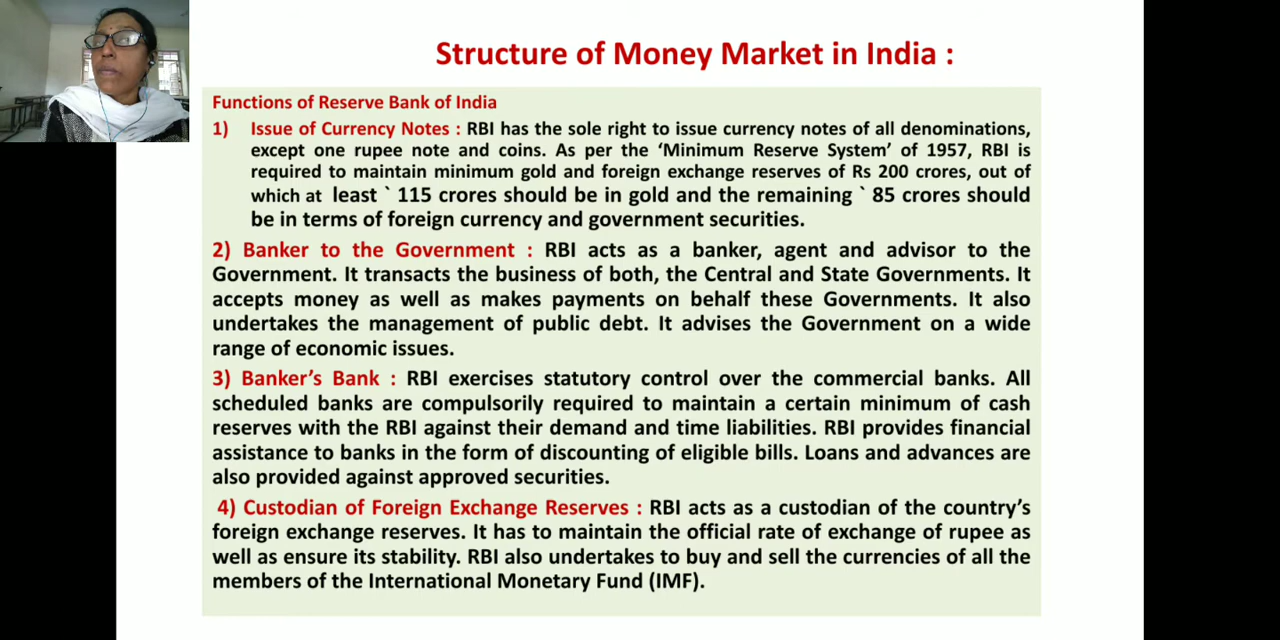 Structure of Money Market in India :
Functions of Reserve Bank of India
1) Issue of Currency Notes : RBI has the sole right to issue currency notes of all denominations,
except one rupee note and coins. As per the ‘Minimum Reserve System’ of 1957, RBI is
required to maintain minimum gold and foreign exchange reserves of Rs 200 crores, out of
which at least ` 115 crores should be in gold and the remaining ` 85 crores should
be in terms of foreign currency and government securities.
2) Banker to the Government : RBI acts as a banker, agent and advisor to the
Government. It transacts the business of both, the Central and State Governments. It
accepts money as well as makes payments on behalf these Governments. It also
undertakes the management of public debt. It advises the Government on a wide
range of economic issues.
3) Banker’s Bank : RBI exercises statutory control over the commercial banks. All
scheduled banks are compulsorily required to maintain a certain minimum of cash
reserves with the RBI against their demand and time liabilities. RBI provides financial
assistance to banks in the form of discounting of eligible bills. Loans and advances are
also provided against approved securities.
4) Custodian of Foreign Exchange Reserves : RBI acts as a custodian of the country’s
foreign exchange reserves. It has to maintain the official rate of exchange of rupee as
well as ensure its stability. RBI also undertakes to buy and sell the currencies of all the
members of the International Monetary Fund (IMF).